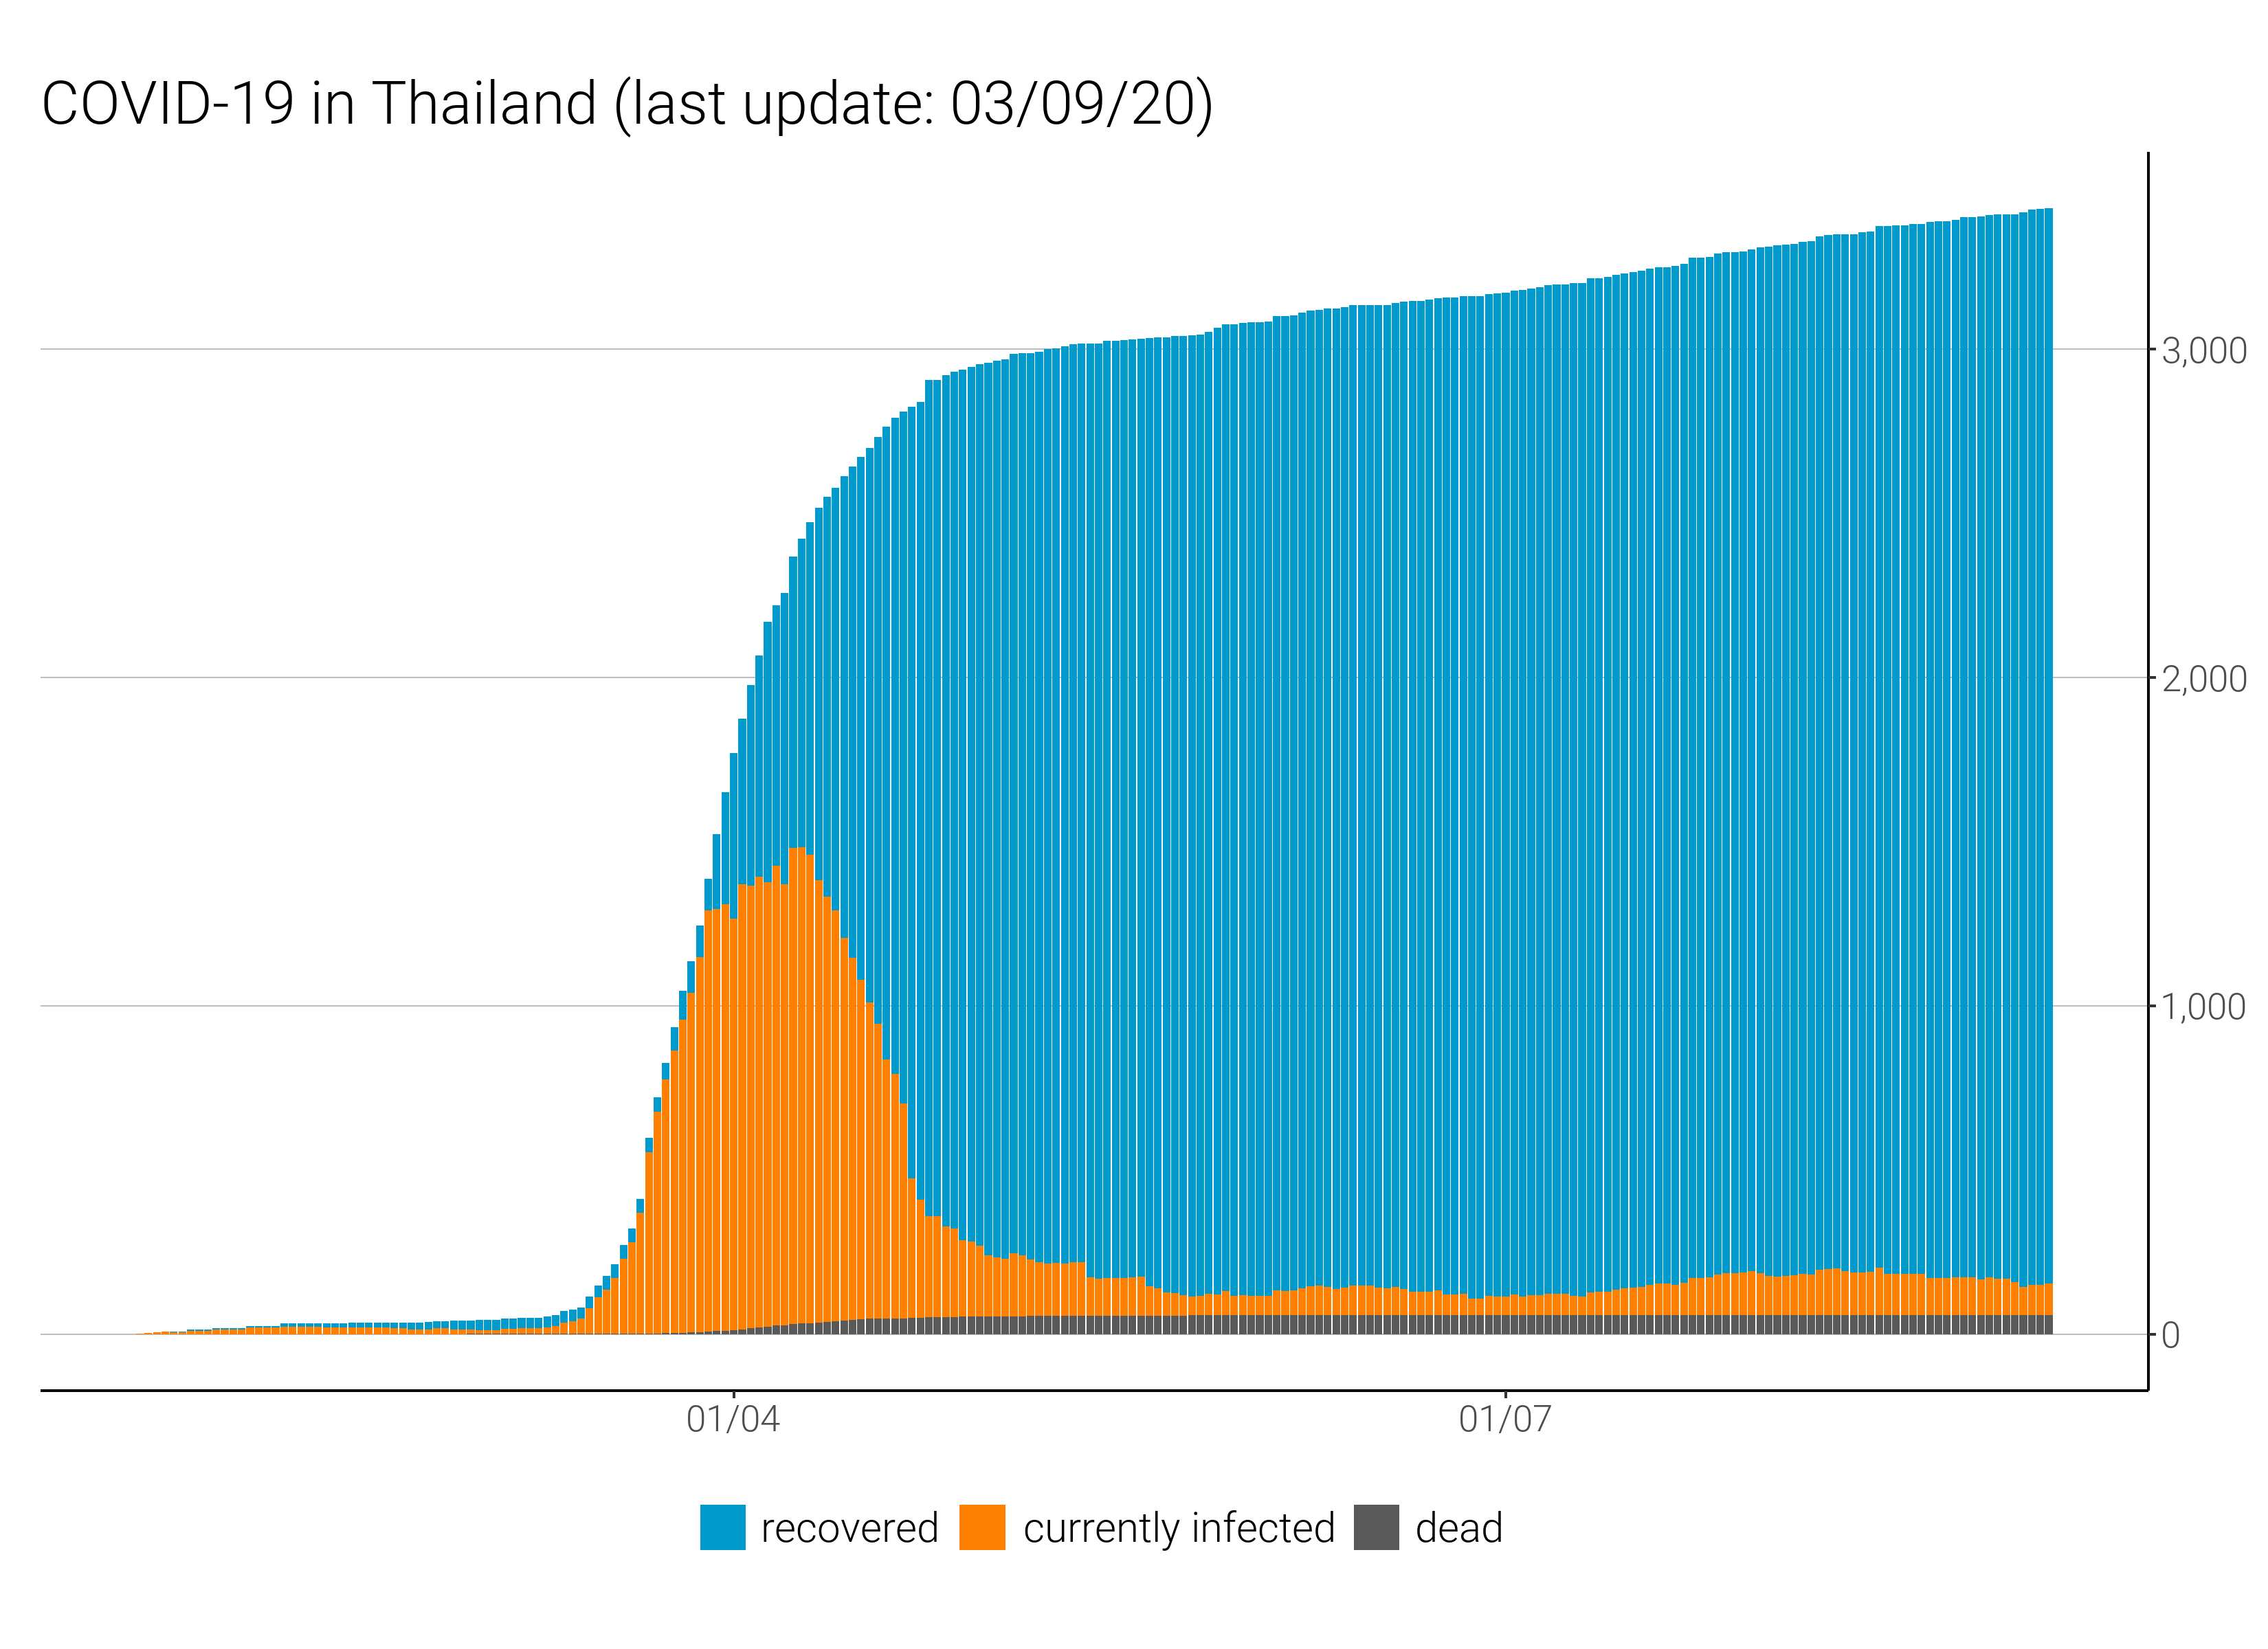 COVID-19 in Thailand (last update: 03/09/20)
3,000
2,000
1,000
0
01/04 01/07
recovered currently infected dead